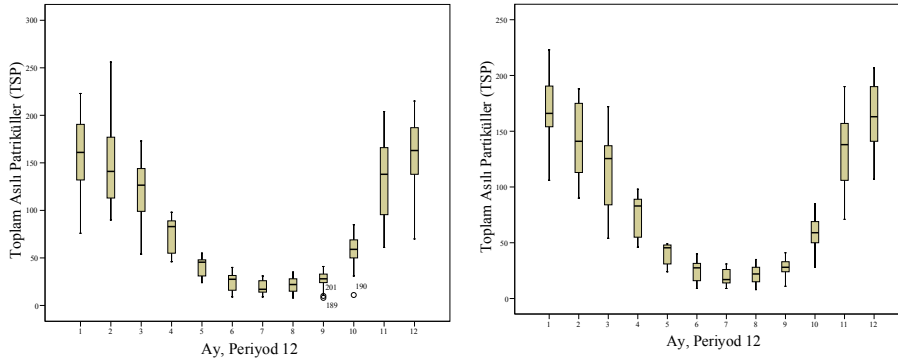 Toplam Asılı Patriküller (TSP)
300
250
200
150
100
50
0
201
189
190
1 2 3 4 5 6 7 8 9 10 11 12
Ay, Periyod 12
Toplam Asılı Partiküller (TSP)
250
200
150
100
50
0
1 2 3 4 5 6 7 8 9 10 11 12
Ay, Periyod 12